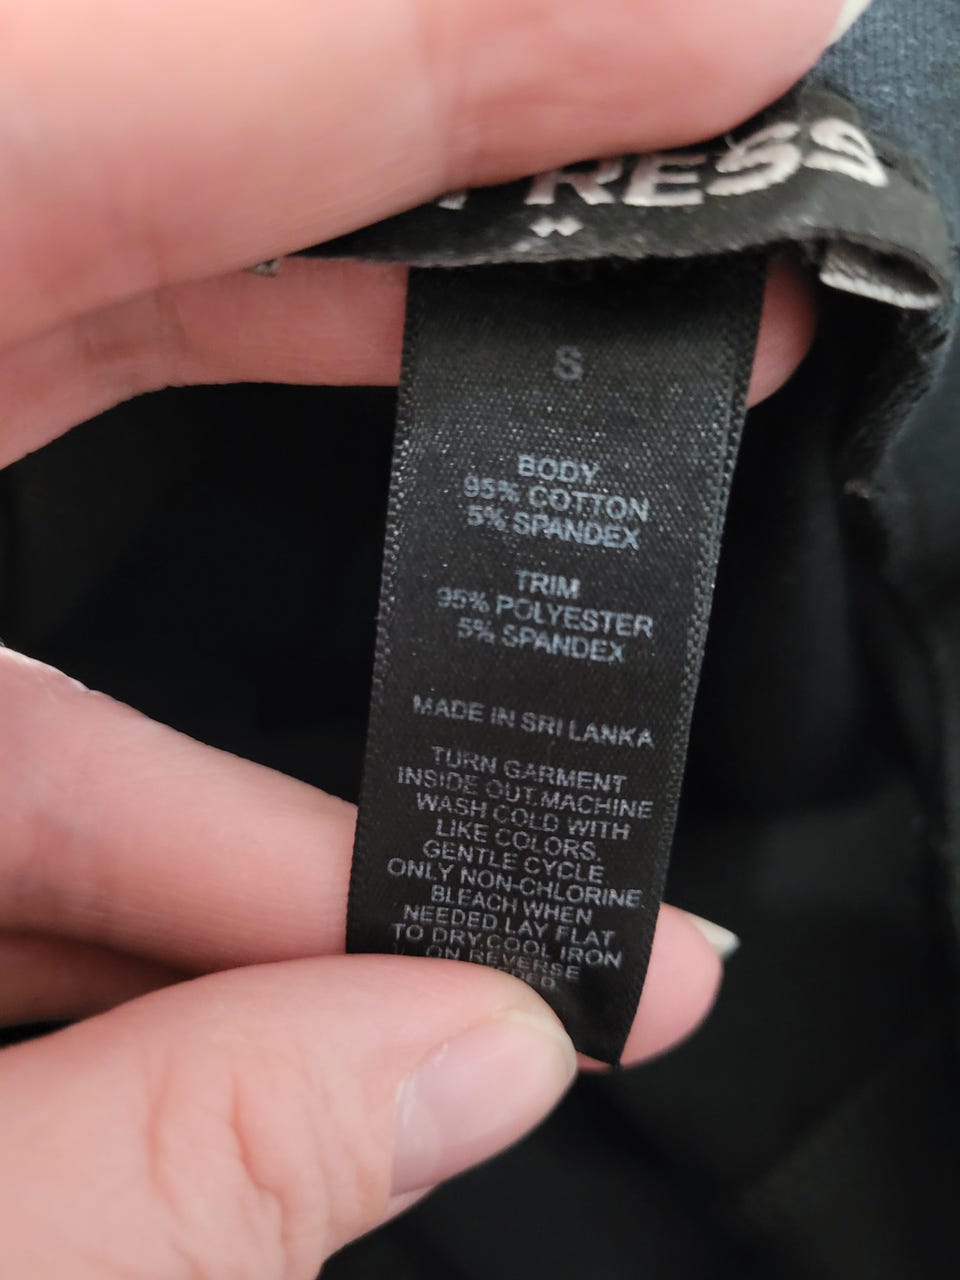 PRESS
S
BODY
95% COTTON
5% SPANDEX
TRIM
95% POLYESTER
5% SPANDEX
MADE IN SRI LANKA
TURN GARMENT
INSIDE OUT.MACHINE
WASH COLD WITH
LIKE COLORS.
GENTLE CYCLE.
ONLY NON-CHLORINE
BLEACH WHEN
NEEDED.LAY FLAT
TO DRY.COOL IRON
ON REVERSE